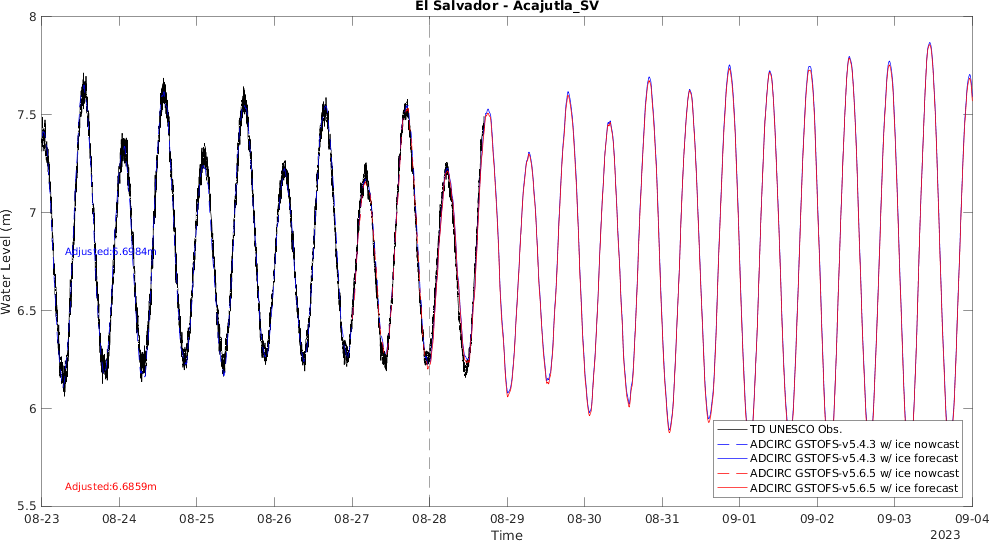 El Salvador - Acajutla_SV
8
7.5
7
6.5
6
5.5
Water Level (m)
Adjusted:6.6984m
Adjusted:6.6859m
TD UNESCO Obs.
ADCIRC GSTOFS-v5.4.3 w/ ice nowcast
ADCIRC GSTOFS-v5.4.3 w/ ice forecast
ADCIRC GSTOFS-v5.6.5 w/ ice nowcast
ADCIRC GSTOFS-v5.6.5 w/ ice forecast
08-23 08-24 08-25 08-26 08-27 08-28 08-29 08-30 08-31 09-01 09-02 09-03 09-04
Time
2023